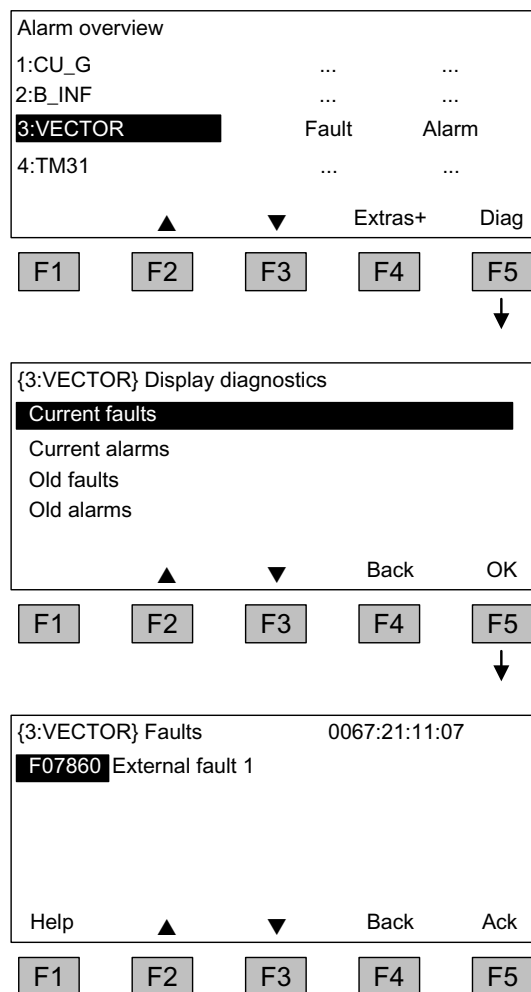 Alarm overview
1:CU_G ... ...
2:B_INF ... ...
3:VECTOR Fault Alarm
4:TM31 ... ...
▲ ▼ Extras+ Diag
F1 F2 F3 F4 F5
{3:VECTOR} Display diagnostics
Current faults
Current alarms
Old faults
Old alarms
▲ ▼ Back OK
F1 F2 F3 F4 F5
{3:VECTOR} Faults 0067:21:11:07
F07860 External fault 1
Help ▲ ▼ Back Ack
F1 F2 F3 F4 F5